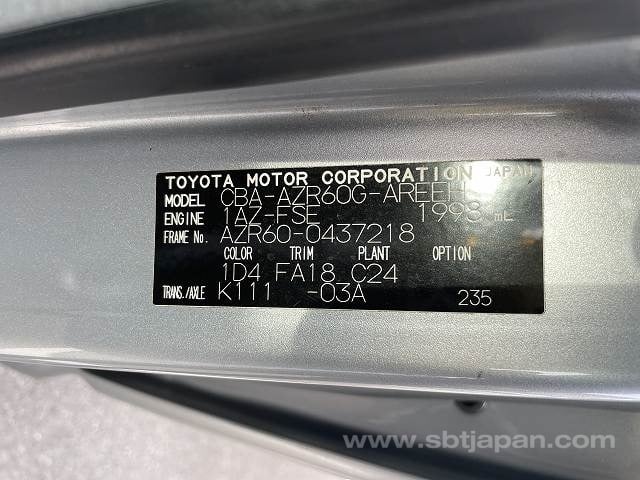 TOYOTA MOTOR CORPORATION JAPAN
MODEL CBA-AZR60G-AREEH
ENGINE 1AZ-FSE 1998 mL
FRAME No. AZR60-0437218
COLOR TRIM PLANT OPTION
1D4 FA18 C24
TRANS./AXLE K111 -03A 235
www.sbtjapan.com